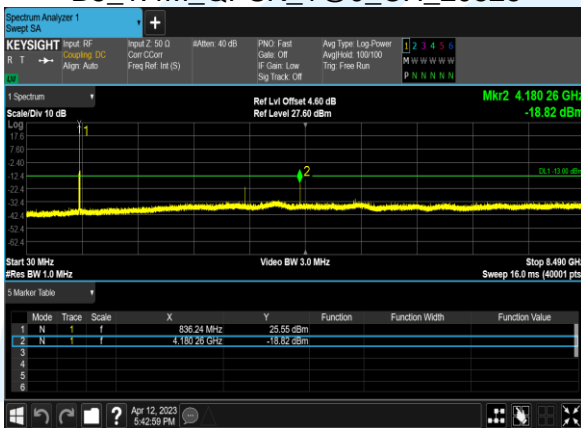 Spectrum Analyzer 1
Swept SA
+
KEYSIGHT
R T
LV
Input: RF
Coupling: DC
Align: Auto
Input Z: 50 Ω
Corr CCorr
Freq Ref: Int (S)
#Atten: 40 dB
PNO: Fast
Gate: Off
IF Gain: Low
Sig Track: Off
Avg Type: Log-Power
Avg|Hold: 100/100
Trig: Free Run
1 2 3 4 5 6
M W W W W W
P N N N N N
1 Spectrum
Scale/Div 10 dB
Ref Lvl Offset 4.60 dB
Ref Level 27.60 dBm
Mkr2 4.180 26 GHz
-18.82 dBm
Log
17.6
7.60
-2.40
-12.4
-22.4
-32.4
-42.4
-52.4
-62.4
1
2
DL1 -13.00 dBm
Start 30 MHz
#Res BW 1.0 MHz
Video BW 3.0 MHz
Stop 8.490 GHz
Sweep 16.0 ms (40001 pts)
5 Marker Table
Mode Trace Scale X Y Function Function Width Function Value
1 N 1 f 836.24 MHz 25.55 dBm
2 N 1 f 4.180 26 GHz -18.82 dBm
3
4
5
6
?
Apr 12, 2023
5:42:59 PM